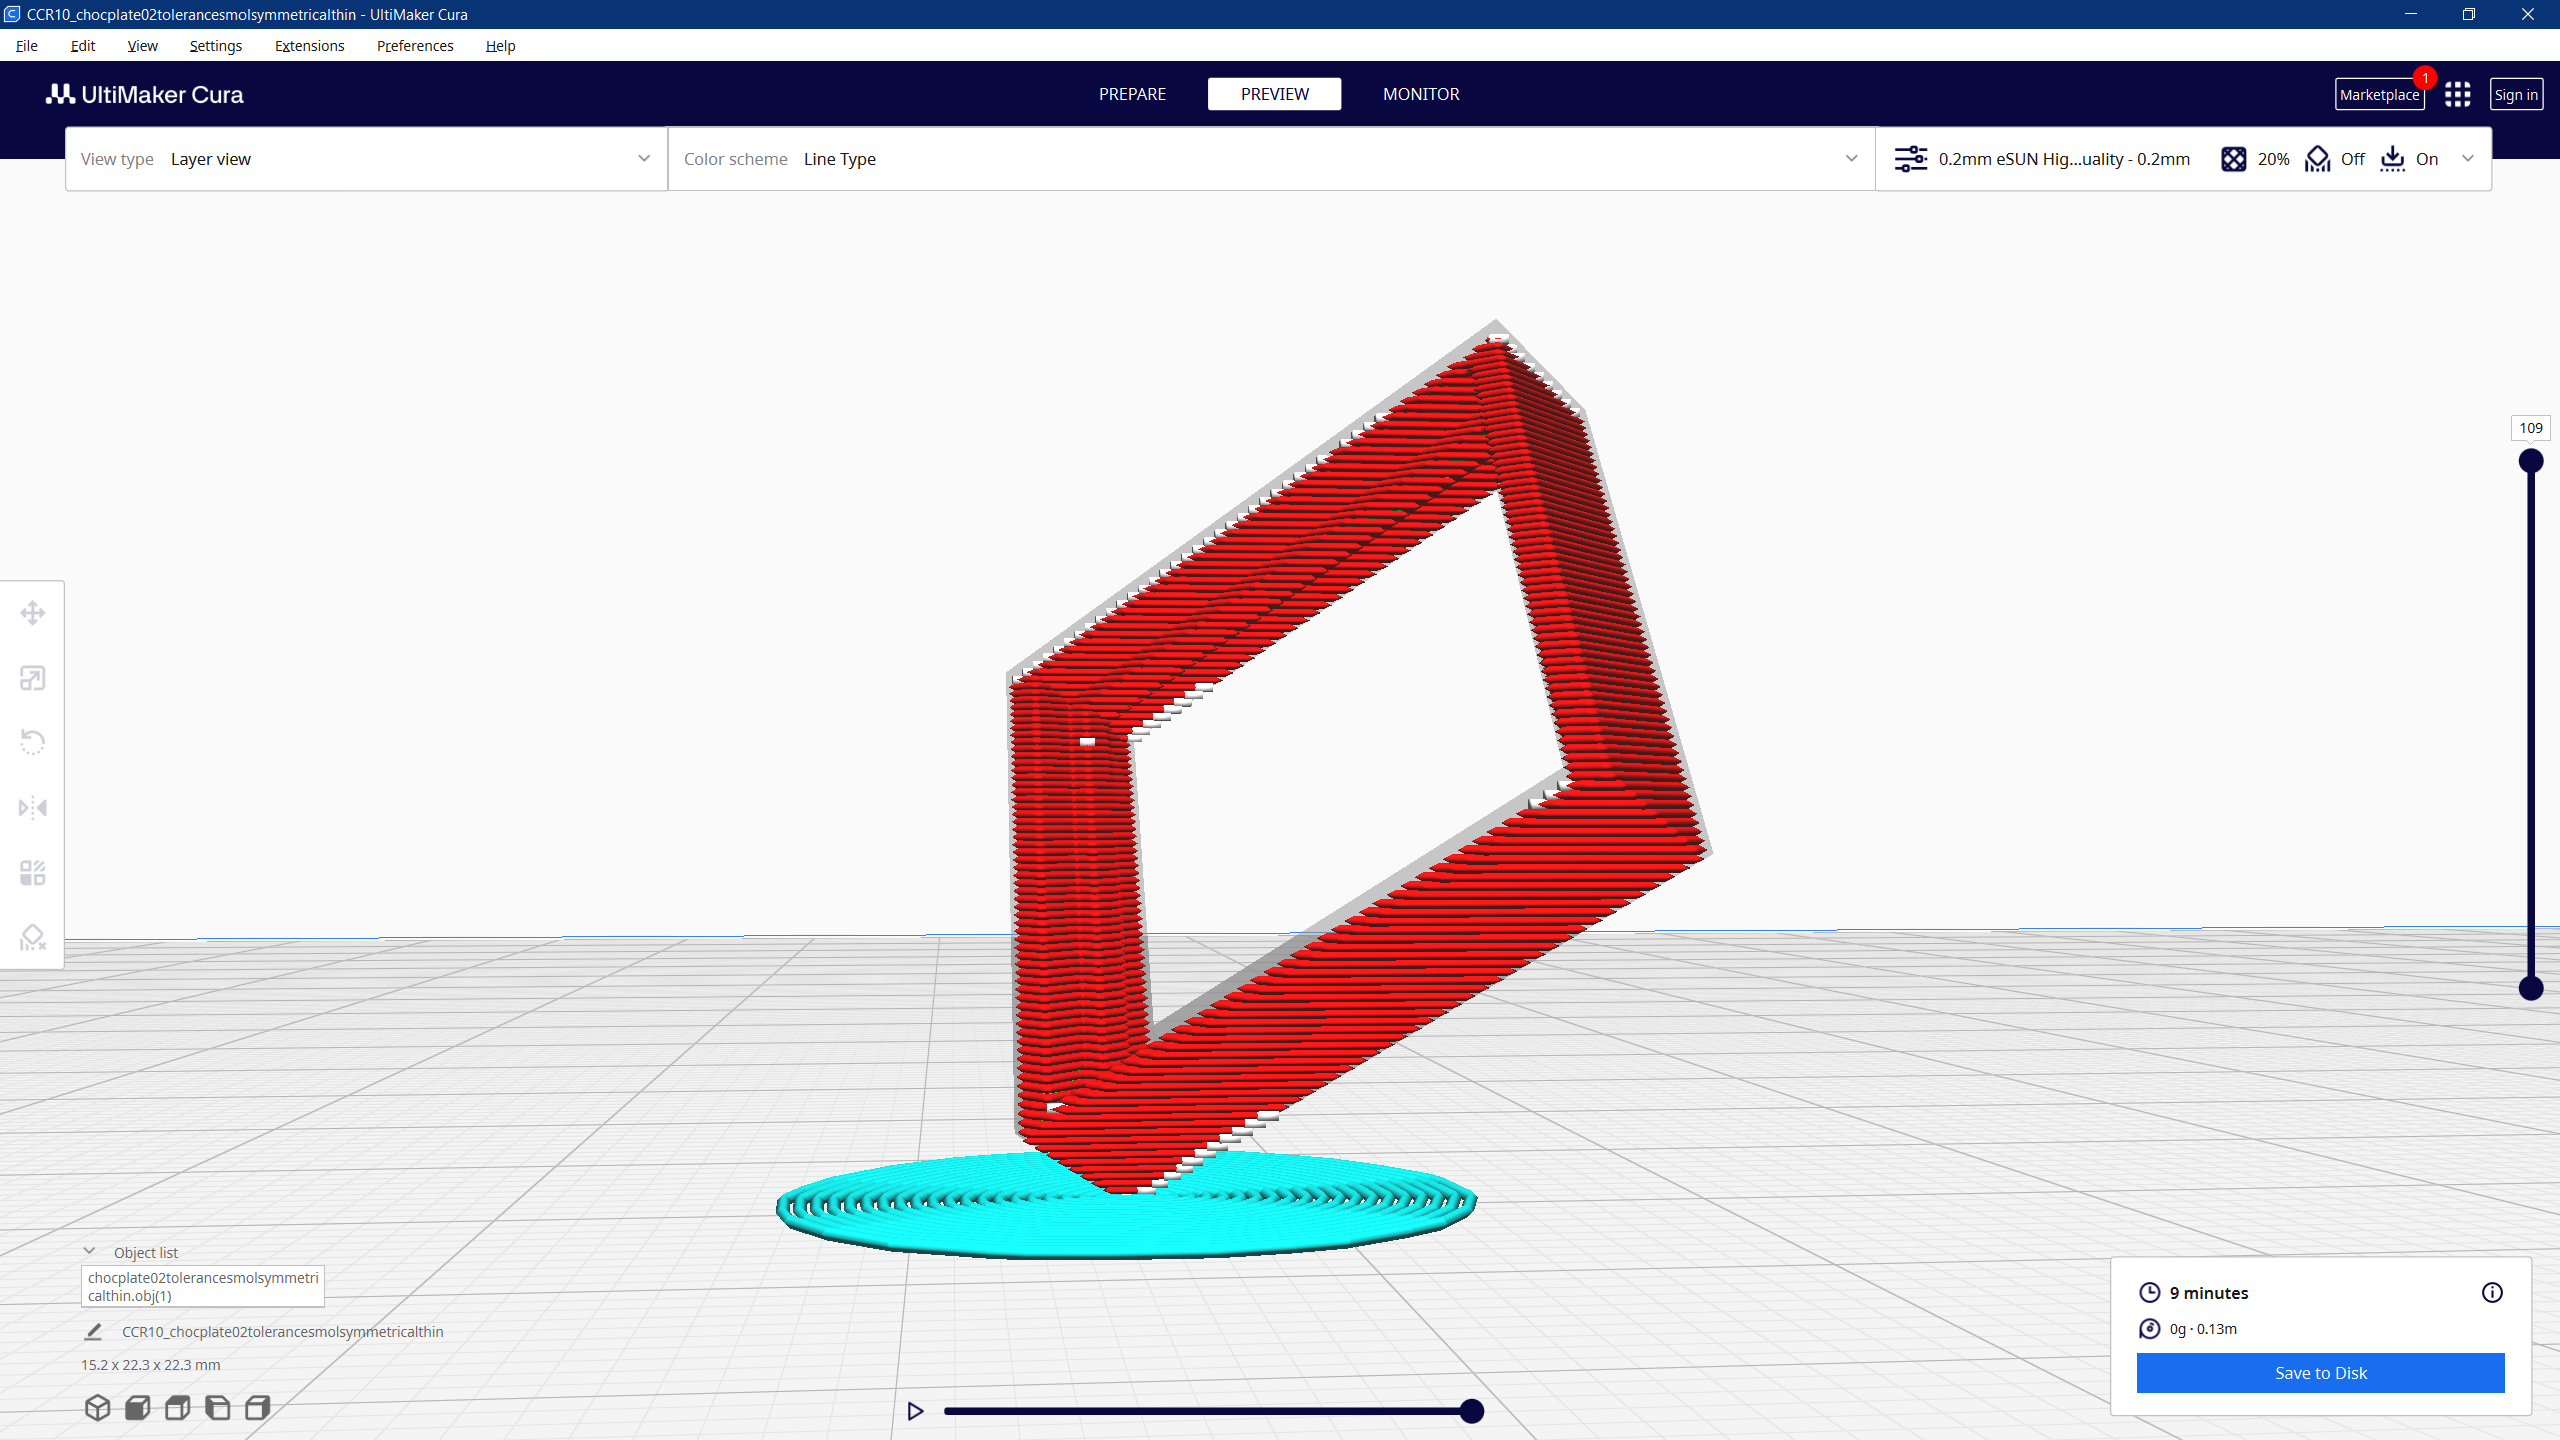 CCR10_chocplate02tolerancesmolsymmetricalthin - UltiMaker Cura
File Edit View Settings Extensions Preferences Help
UltiMaker Cura
PREPARE PREVIEW MONITOR
Marketplace 1 Sign in
View type Layer view Color scheme Line Type 0.2mm eSUN Hig...uality - 0.2mm 20% Off On
109
Object list
chocplate02tolerancesmolsymmetri
calthin.obj(1)
CCR10_chocplate02tolerancesmolsymmetricalthin
15.2 x 22.3 x 22.3 mm
9 minutes
0g · 0.13m
Save to Disk